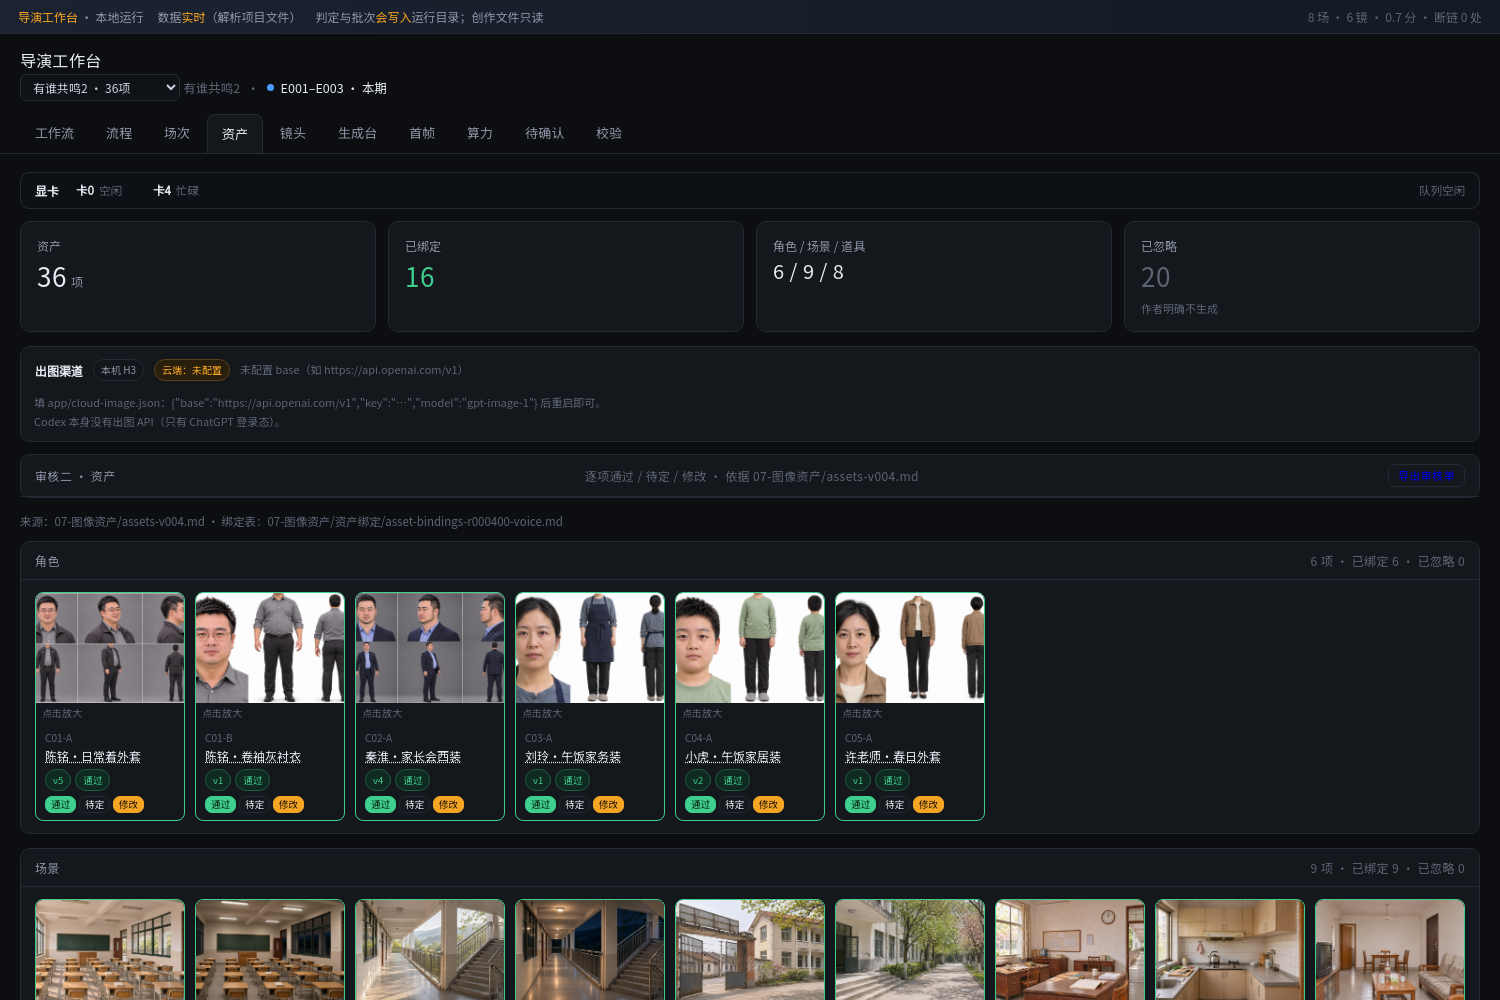 导演工作台 · 本地运行 数据实时（解析项目文件） 判定与批次会写入运行目录；创作文件只读 8 场 · 6 镜 · 0.7 分 · 断链 0 处
导演工作台
有谁共鸣2 · 36项 有谁共鸣2 · E001–E003 · 本期
工作流 流程 场次 资产 镜头 生成台 首帧 算力 待确认 校验
显卡 卡0 空闲 卡4 忙碌 队列空闲
资产 已绑定 角色 / 场景 / 道具 已忽略
36 项 16 6 / 9 / 8 20
作者明确不生成
出图渠道 本机 H3 云端：未配置 未配置 base（如 https://api.openai.com/v1）
填 app/cloud-image.json：{"base":"https://api.openai.com/v1","key":"…","model":"gpt-image-1"} 后重启即可。
Codex 本身没有出图 API（只有 ChatGPT 登录态）。
审核二 · 资产 逐项通过 / 待定 / 修改 · 依据 07-图像资产/assets-v004.md
来源：07-图像资产/assets-v004.md · 绑定表：07-图像资产/资产绑定/asset-bindings-r000400-voice.md
角色 6 项 · 已绑定 6 · 已忽略 0
点击放大 点击放大 点击放大 点击放大 点击放大 点击放大
C01-A C01-B C02-A C03-A C04-A C05-A
陈铭·日常着外套 陈铭·卷袖灰衬衣 秦淮·家长会西装 刘玲·午饭家务装 小虎·午饭家居装 许老师·春日外套
v5 通过 v1 通过 v4 通过 v1 通过 v2 通过 v1 通过
通过 待定 修改 通过 待定 修改 通过 待定 修改 通过 待定 修改 通过 待定 修改 通过 待定 修改
场景 9 项 · 已绑定 9 · 已忽略 0